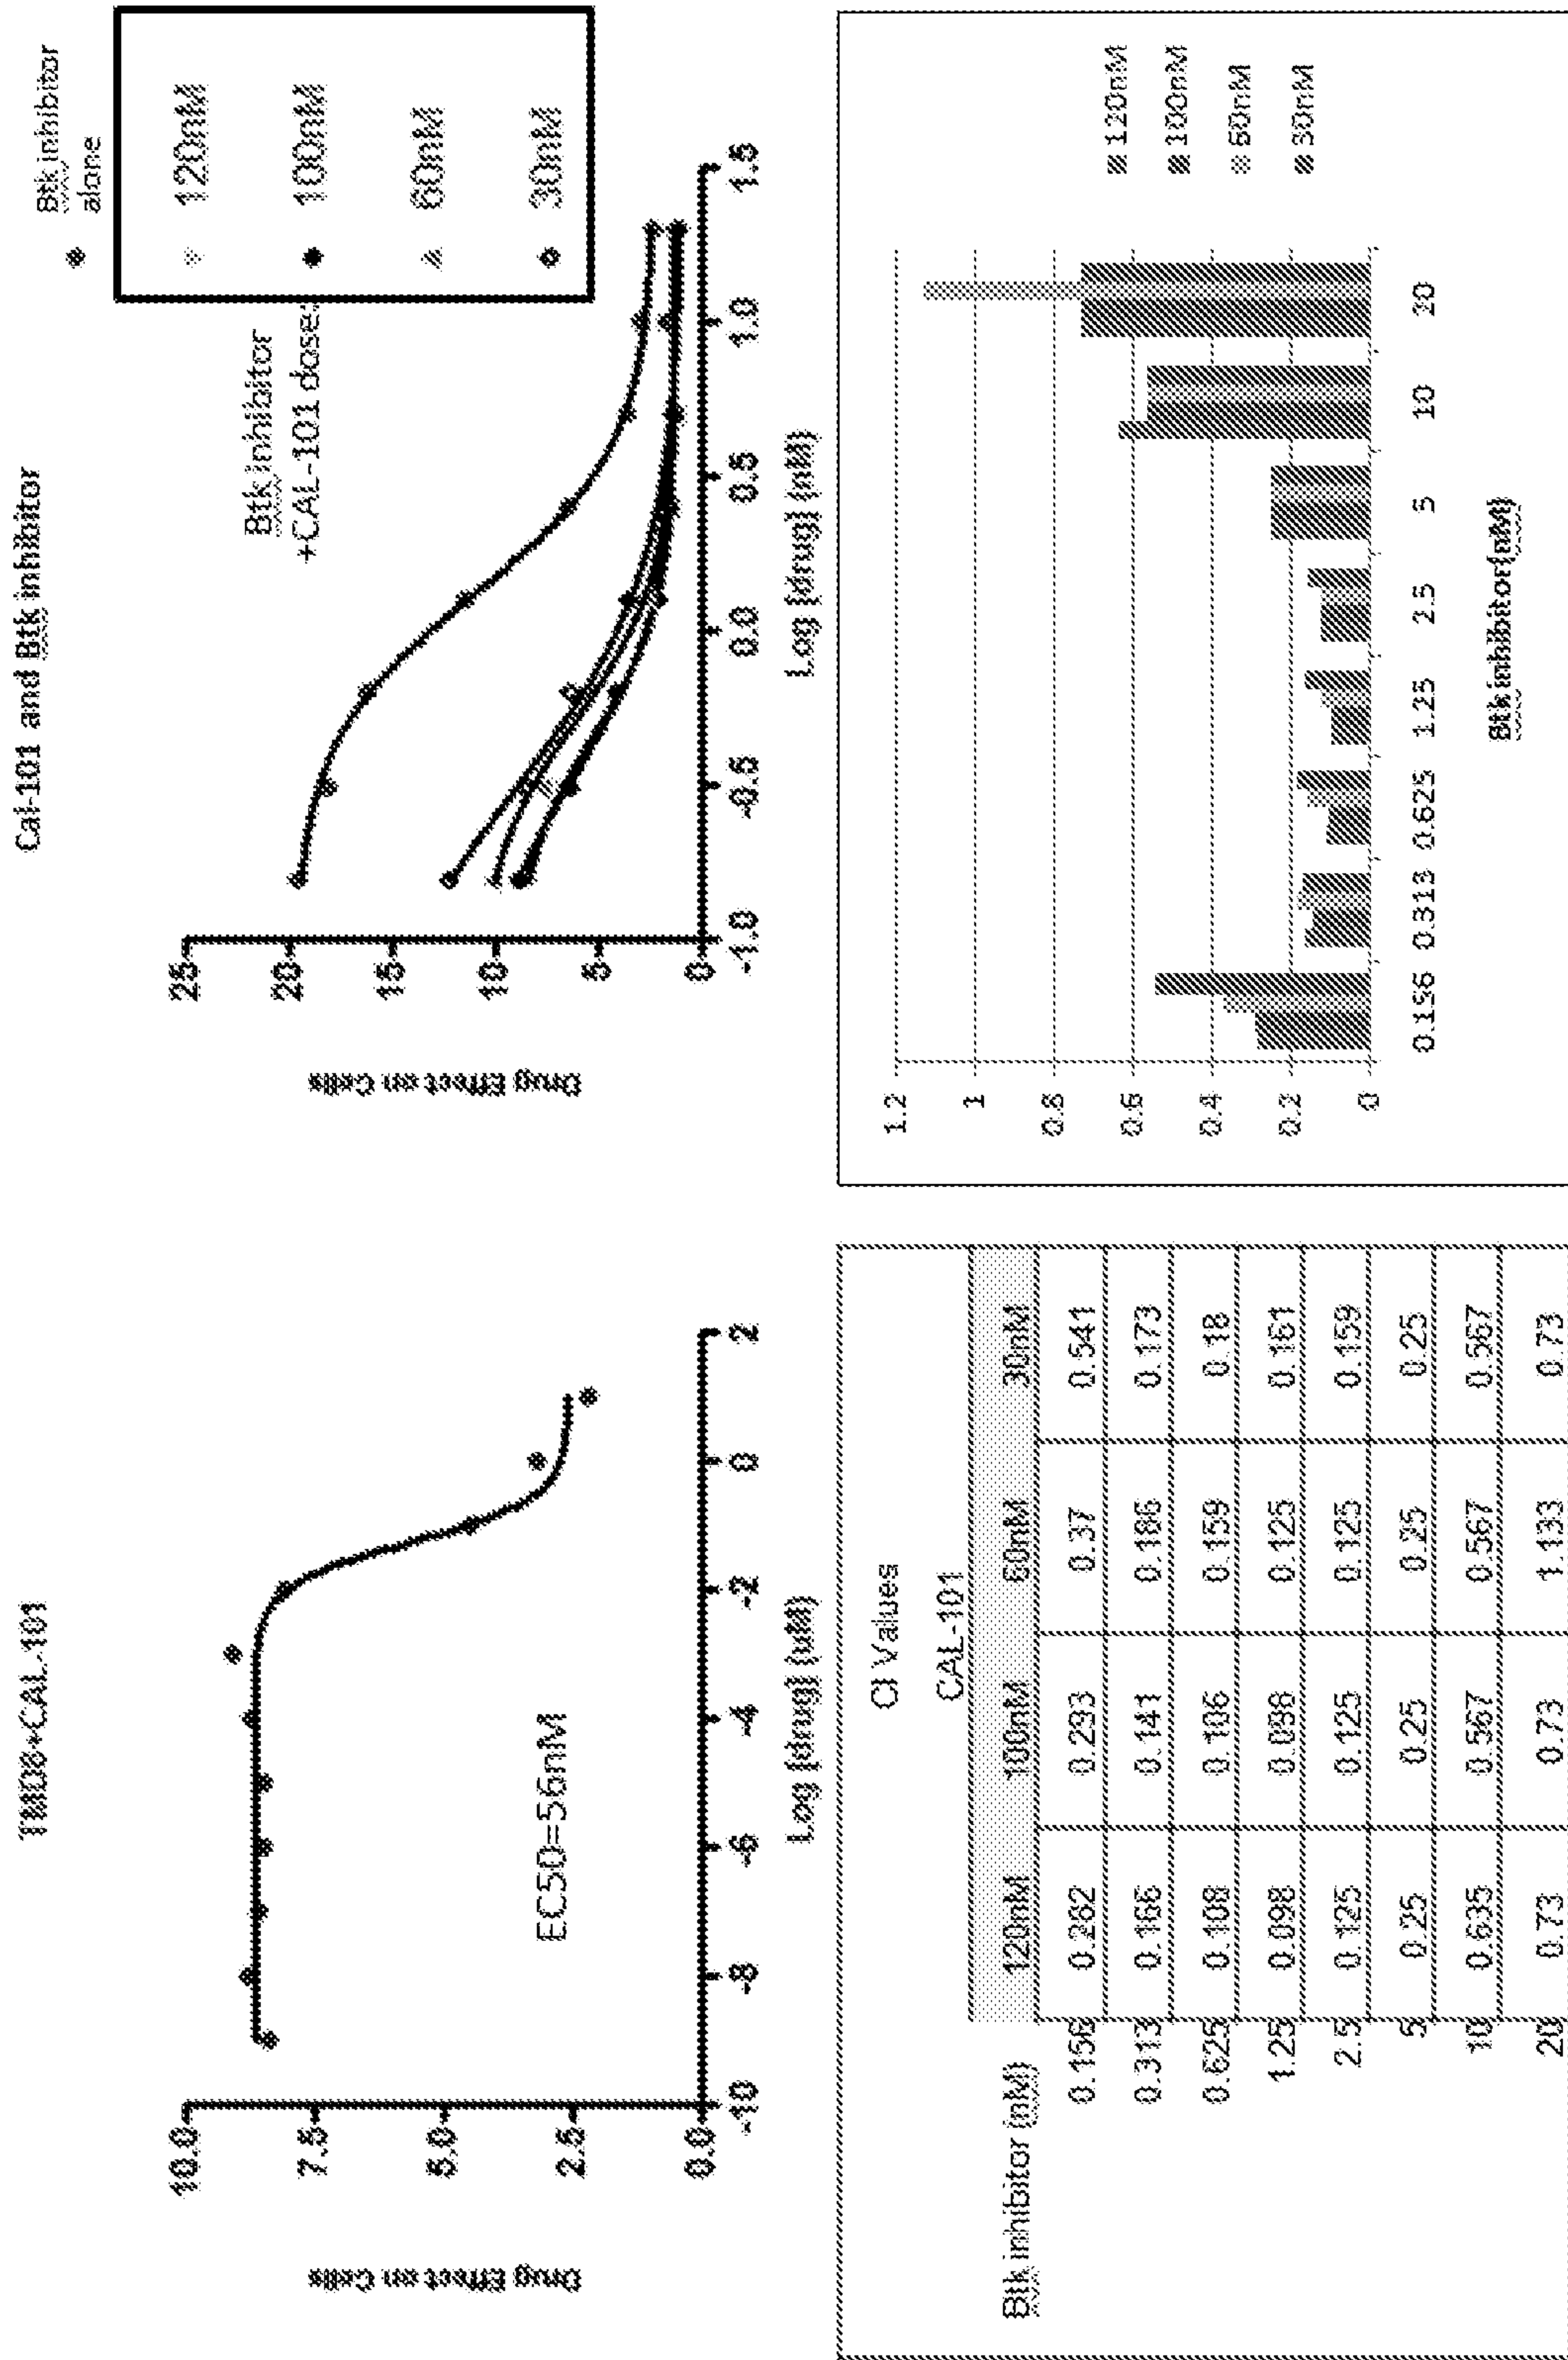 TMD8+CAL-101
Drug Effect on Cells
10.0
7.5
5.0
2.5
0.0
EC50=56nM
-10
-8
-6
-4
-2
0
2
Log [drug] (uM)
Cal-101 and Btk inhibitor
Drug Effect on Cells
25
20
15
10
5
0
-1.0
-0.5
0.0
0.5
1.0
1.5
Log [drug] (nM)
Btk inhibitor
alone
Btk inhibitor
+CAL-101 dose:
120nM
100nM
60nM
30nM
CI Values
CAL-101
Btk inhibitor (nM)
120nM 100nM 60nM 30nM
0.156 0.282 0.293 0.37 0.541
0.313 0.166 0.141 0.186 0.173
0.625 0.108 0.106 0.159 0.18
1.25 0.098 0.098 0.125 0.161
2.5 0.125 0.125 0.125 0.159
5 0.25 0.25 0.25 0.25
10 0.635 0.567 0.567 0.567
20 0.73 0.73 1.133 0.73
1.2
1
0.8
0.6
0.4
0.2
0
0.156 0.313 0.625 1.25 2.5 5 10 20
Btk inhibitor(nM)
120nM
100nM
60nM
30nM